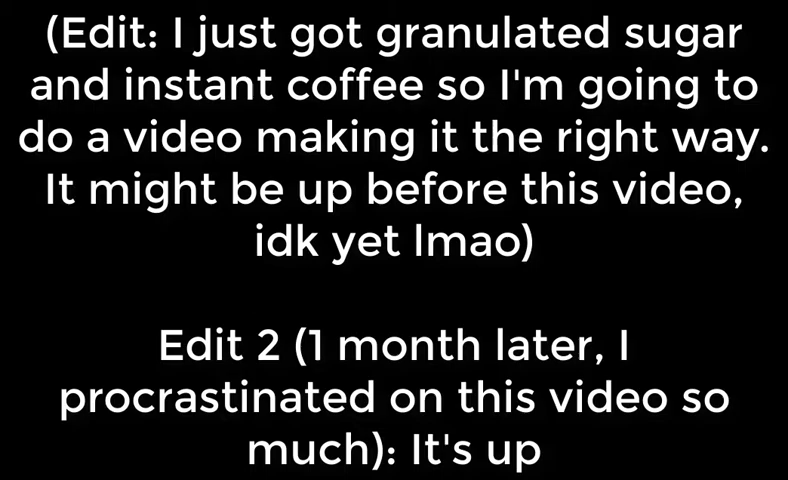 (Edit: I just got granulated sugar
and instant coffee so I'm going to
do a video making it the right way.
It might be up before this video,
idk yet lmao)
Edit 2 (1 month later, I
procrastinated on this video so
much): It's up